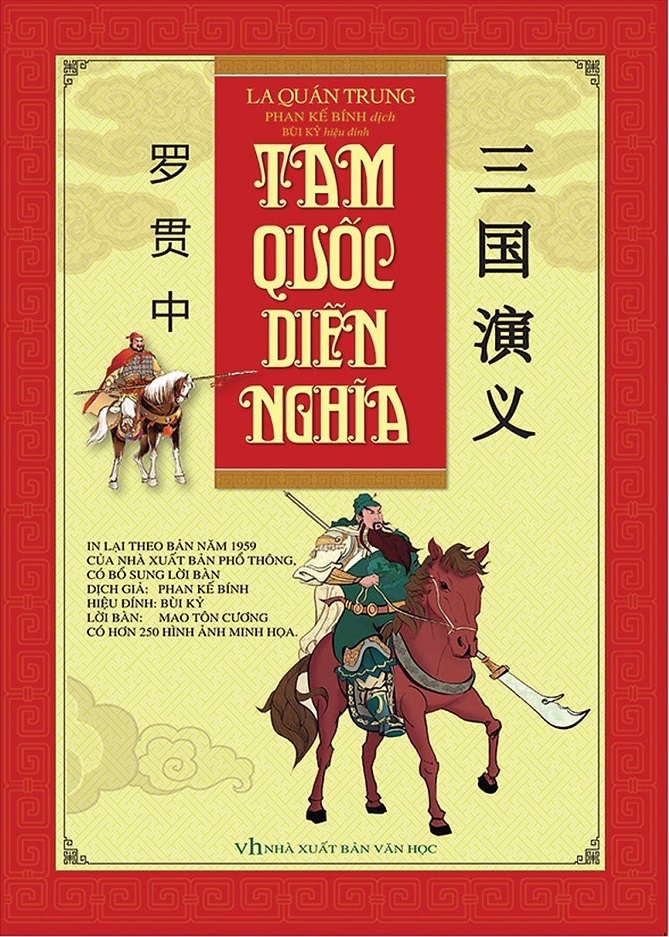 LA QUÁN TRUNG
PHAN KẾ BÍNH dịch
BÙI KỶ hiệu đính
TAM
QUỐC
DIỄN
NGHĨA
罗贯中
三国演义
IN LẠI THEO BẢN NĂM 1959
CỦA NHÀ XUẤT BẢN PHỔ THÔNG,
CÓ BỔ SUNG LỜI BÀN
DỊCH GIẢ: PHAN KẾ BÍNH
HIỆU ĐÍNH: BÙI KỶ
LỜI BÀN: MAO TÔN CƯƠNG
CÓ HƠN 250 HÌNH ẢNH MINH HỌA.
vh NHÀ XUẤT BẢN VĂN HỌC